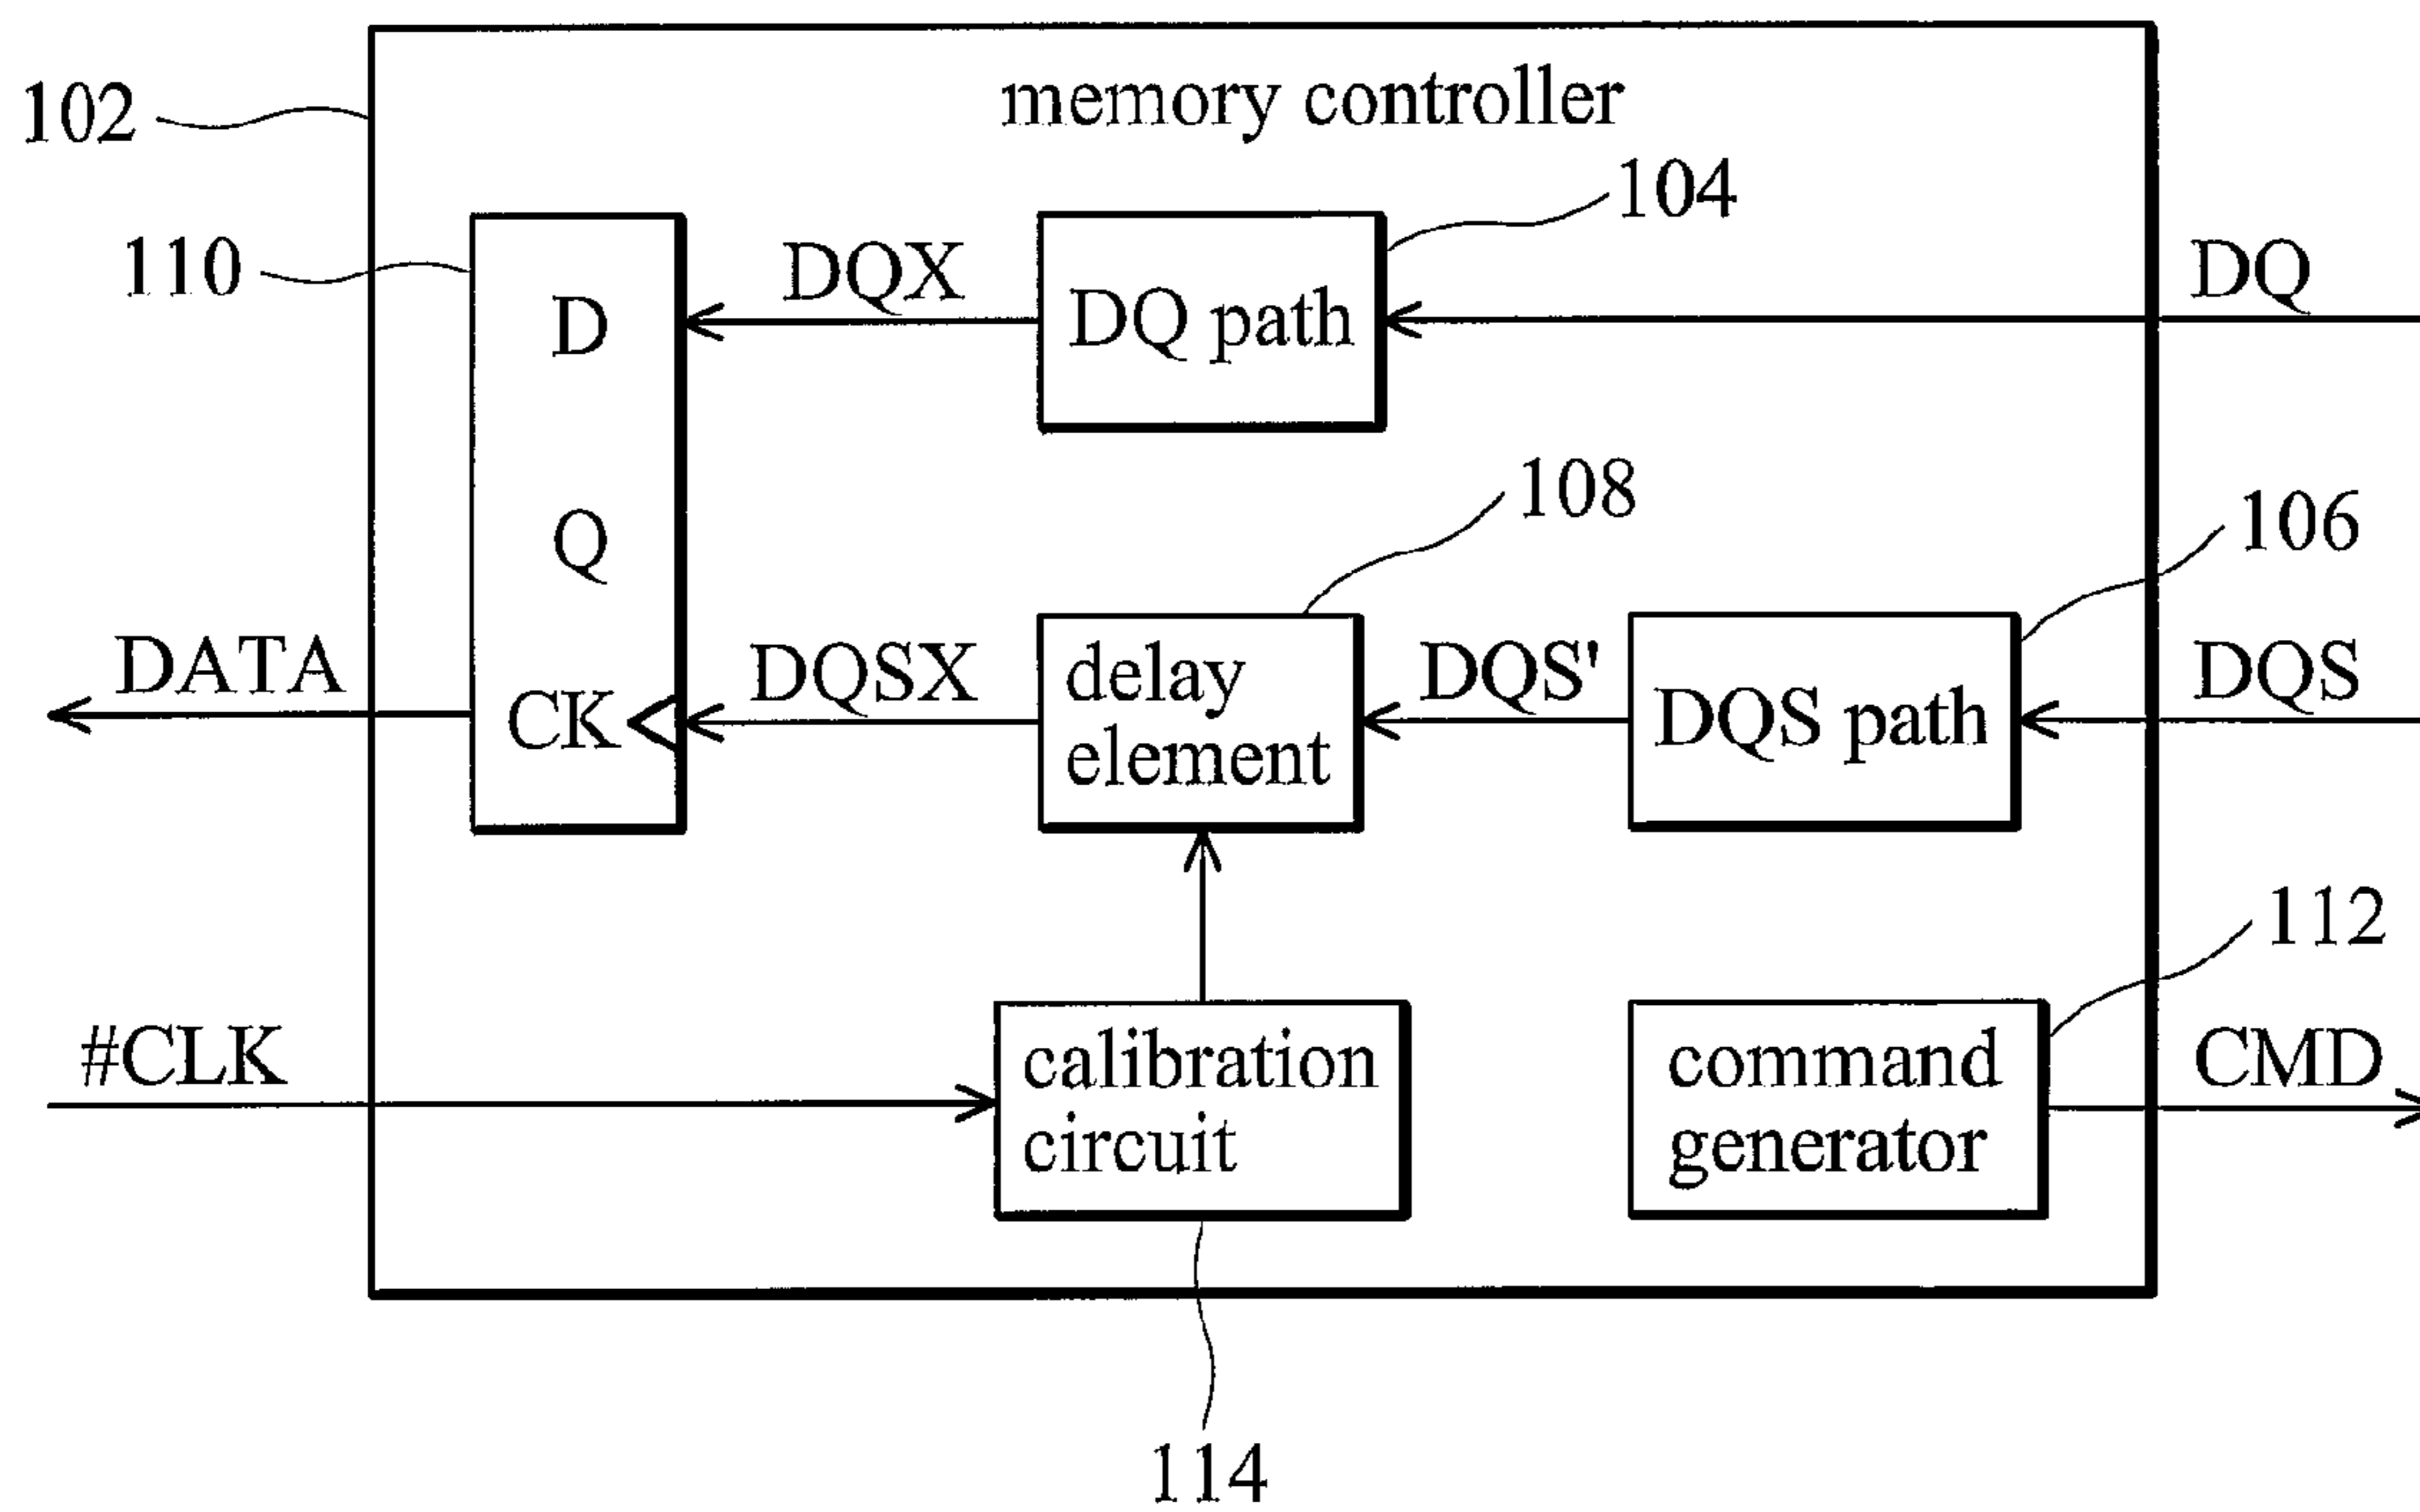 memory controller
102
104
110
DQX
DQ
D
DQ path
108
106
Q
DATA
DQSX
delay
element
DQS'
DQS path
DQS
CK
112
#CLK
calibration
circuit
command
generator
CMD
114